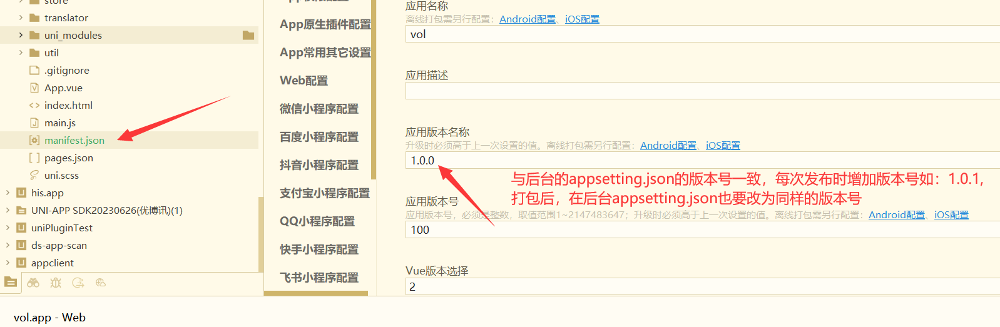 store
translator
uni_modules
util
.gitignore
App.vue
index.html
main.js
manifest.json
pages.json
uni.scss
his.app
UNI-APP SDK20230626(优博讯)(1)
uniPluginTest
ds-app-scan
appclient
App原生插件配置
App常用其它设置
Web配置
微信小程序配置
百度小程序配置
抖音小程序配置
支付宝小程序配置
QQ小程序配置
快手小程序配置
飞书小程序配置
应用名称
离线打包需另行配置：Android配置、iOS配置
vol
应用描述
应用版本名称
升级时必须高于上一次设置的值。离线打包需另行配置：Android配置、iOS配置
1.0.0
与后台的appsetting.json的版本号一致，每次发布时增加版本号如：1.0.1,
打包后，在后台appsetting.json也要改为同样的版本号
应用版本号
应用版本号，必须是整数，取值范围1~2147483647；升级时必须高于上一次设置的值。离线打包需另行配置：Android配置、iOS配置
100
Vue版本选择
2
vol.app - Web